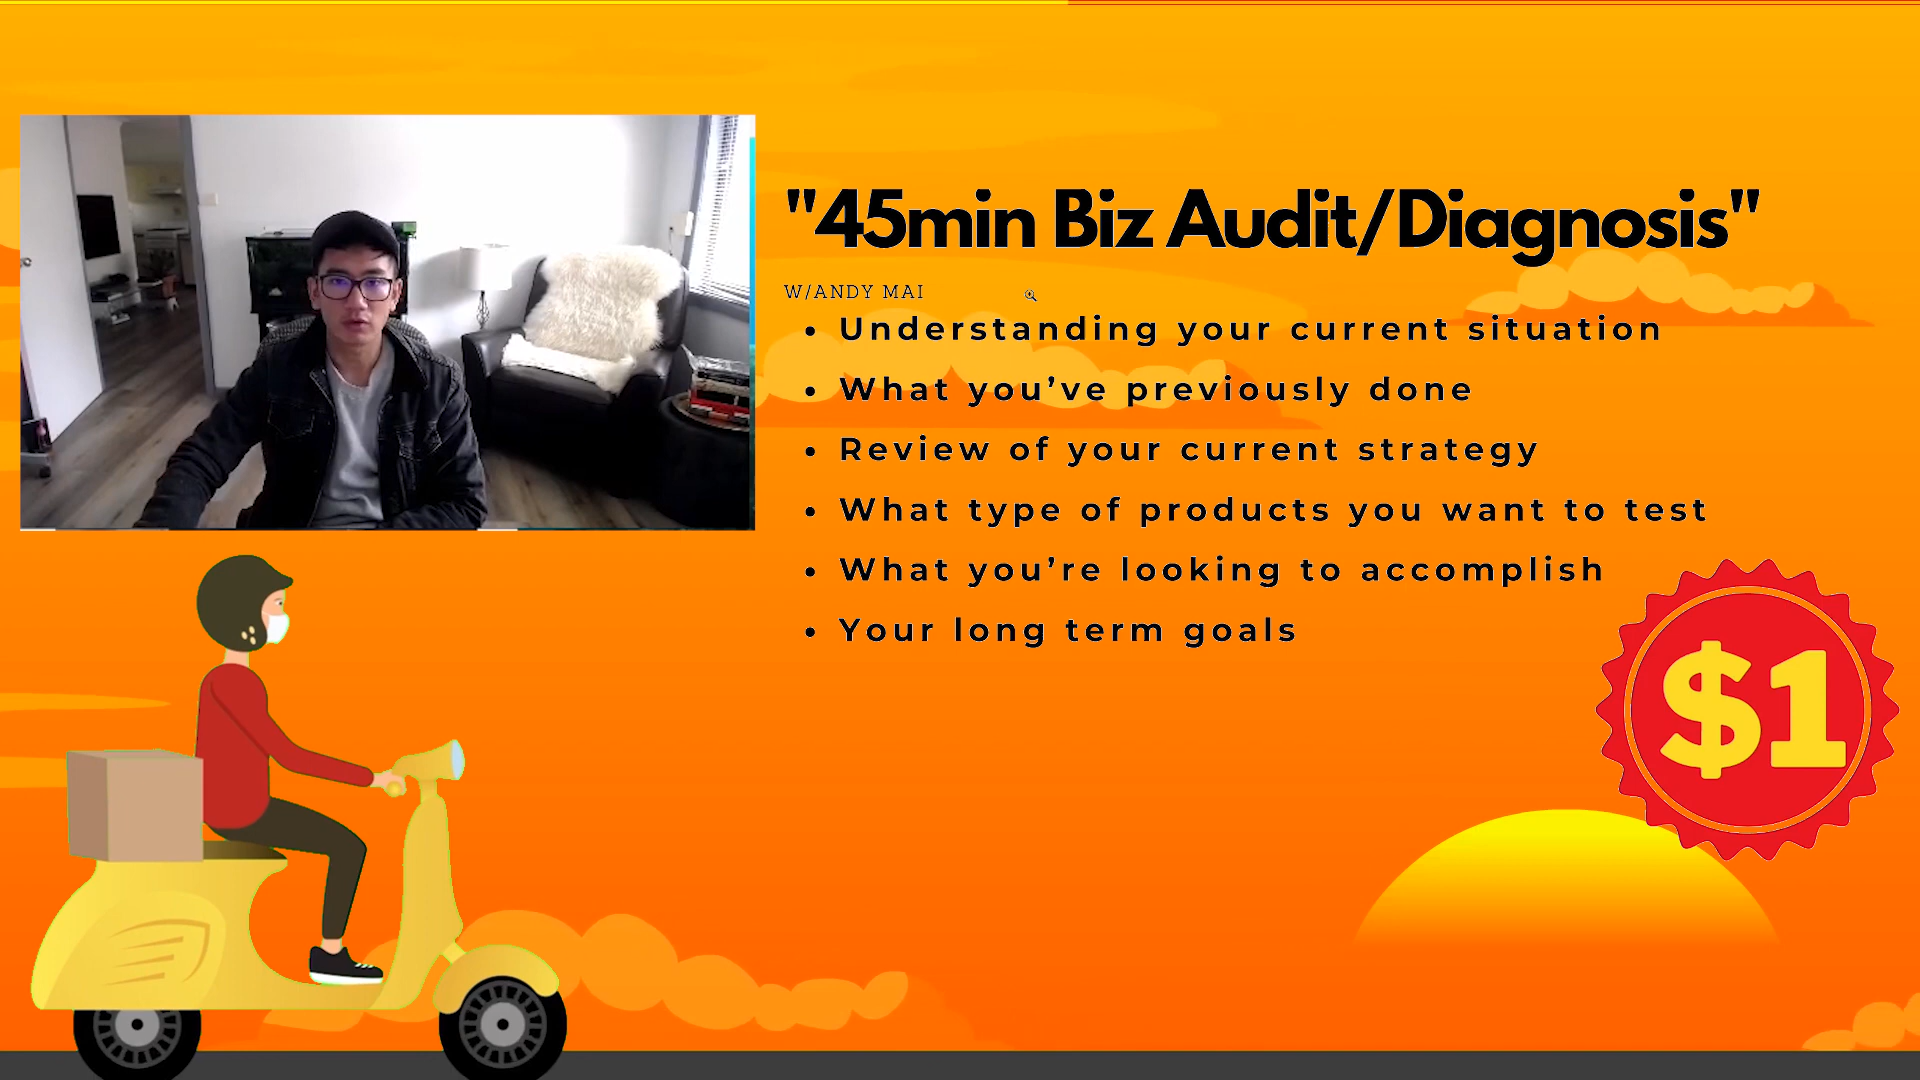 "45min Biz Audit/Diagnosis"
W/ANDY MAI
• Understanding your current situation
• What you’ve previously done
• Review of your current strategy
• What type of products you want to test
• What you’re looking to accomplish
• Your long term goals
$1